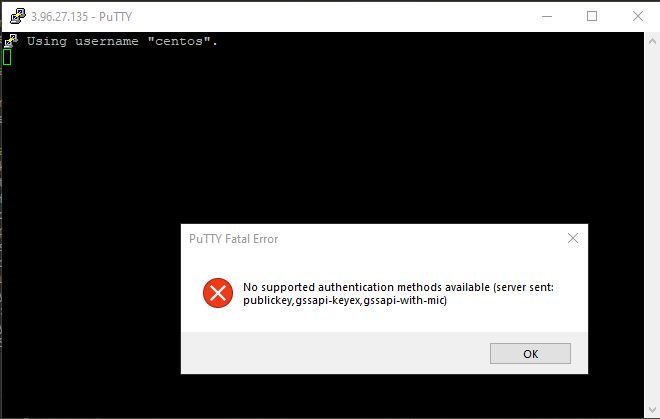 3.96.27.135 - PuTTY
Using username "centos".
PuTTY Fatal Error
No supported authentication methods available (server sent:
publickey,gssapi-keyex,gssapi-with-mic)
OK